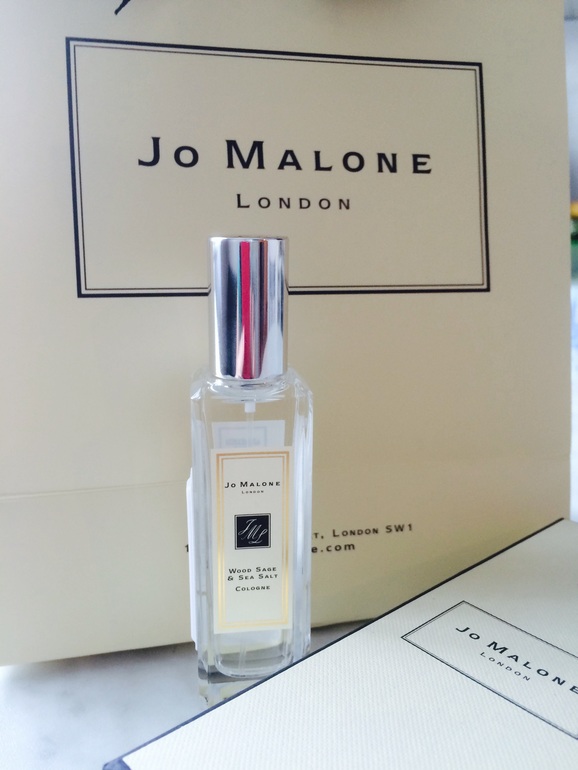 Jo Malone
London
t, London SW1
e.com
Jo Malone
London
Wood Sage
& Sea Salt
Cologne
Jo Malone
London